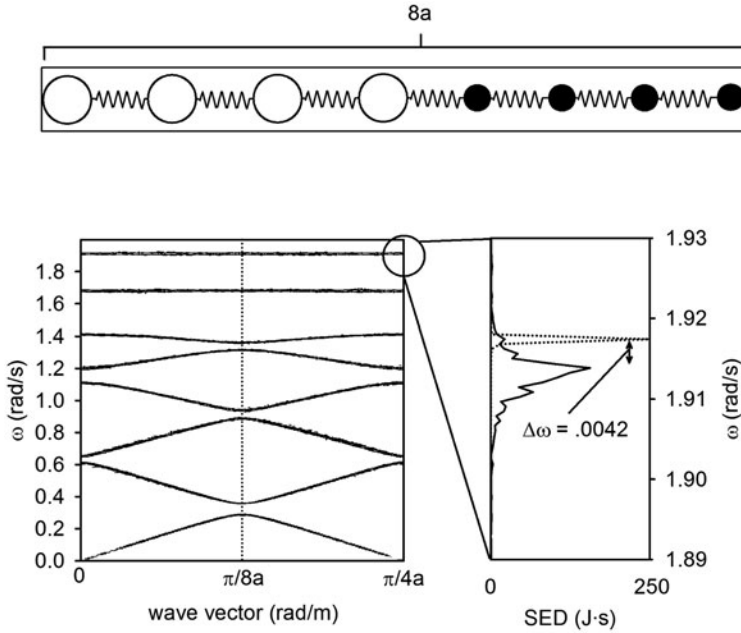 8a
ω (rad/s)
1.8
1.6
1.4
1.2
1.0
0.8
0.6
0.4
0.2
0.0
0
π/8a
π/4a
wave vector (rad/m)
1.93
1.92
1.91
1.90
1.89
ω (rad/s)
Δω = .0042
0
250
SED (J·s)